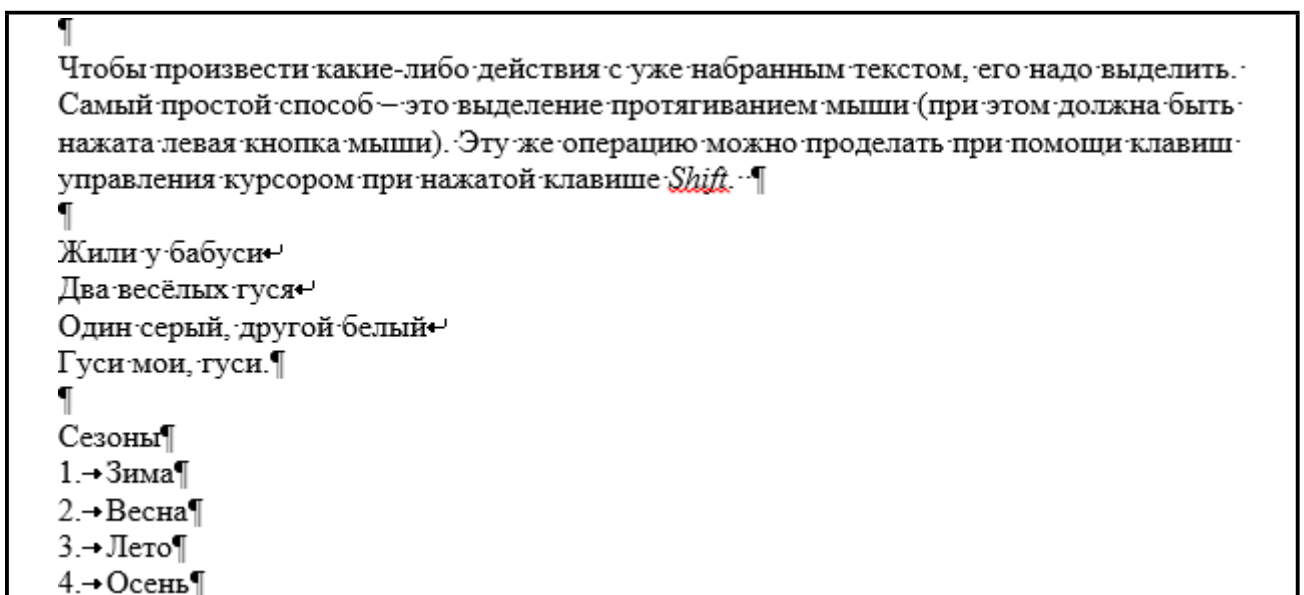 ¶
Чтобы·произвести·какие-либо·действия·с·уже·набранным·текстом,·его·надо·выделить.·
Самый·простой·способ·–·это·выделение·протягиванием·мыши·(при·этом·должна·быть·
нажата·левая·кнопка·мыши).·Эту·же·операцию·можно·проделать·при·помощи·клавиш·
управления·курсором·при·нажатой·клавише·Shift.··¶
¶
Жили·у·бабуси↵
Два·весёлых·гуся↵
Один·серый,·другой·белый↵
Гуси·мои,·гуси.¶
¶
Сезоны¶
1.→Зима¶
2.→Весна¶
3.→Лето¶
4.→Осень¶